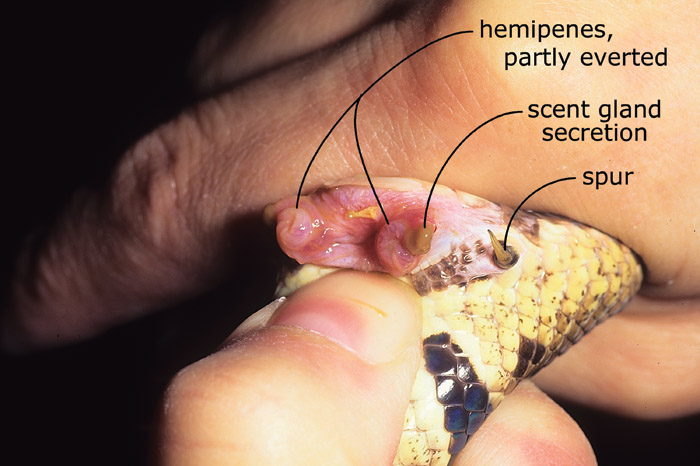 hemipenes,
partly everted
scent gland
secretion
spur